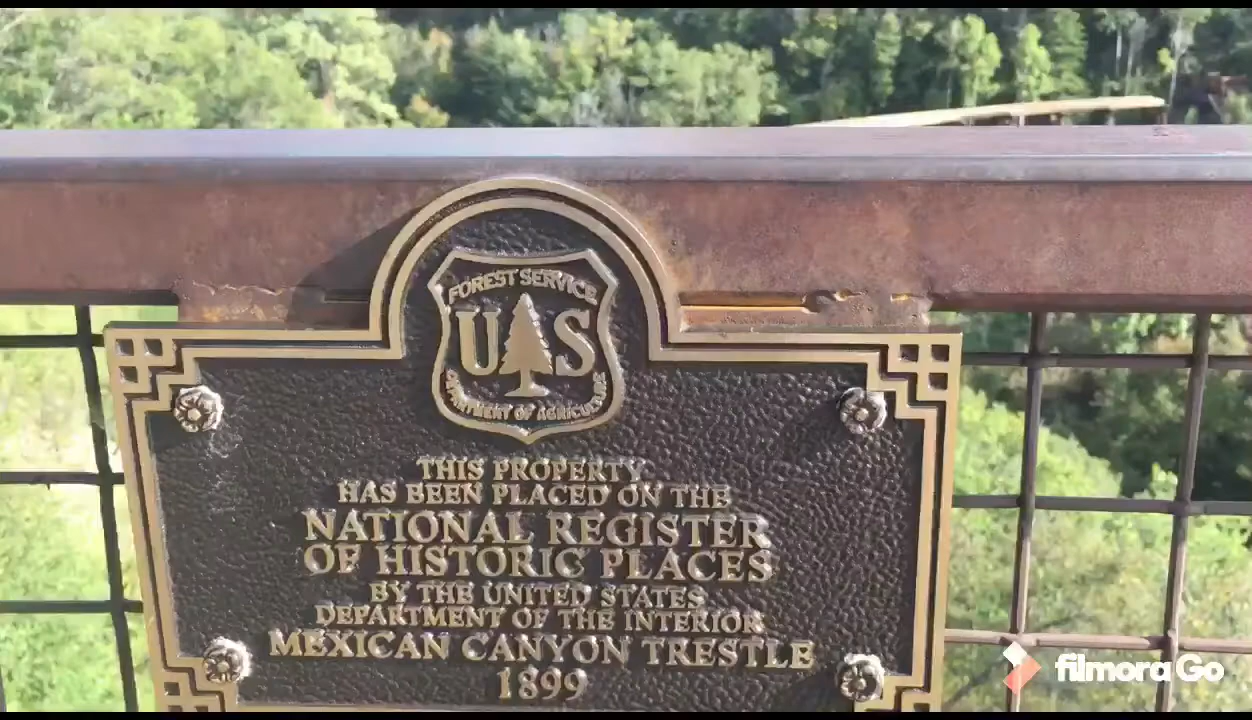 FOREST SERVICE
U S
DEPARTMENT OF AGRICULTURE
THIS PROPERTY
HAS BEEN PLACED ON THE
NATIONAL REGISTER
OF HISTORIC PLACES
BY THE UNITED STATES
DEPARTMENT OF THE INTERIOR
MEXICAN CANYON TRESTLE
1899
filmora Go